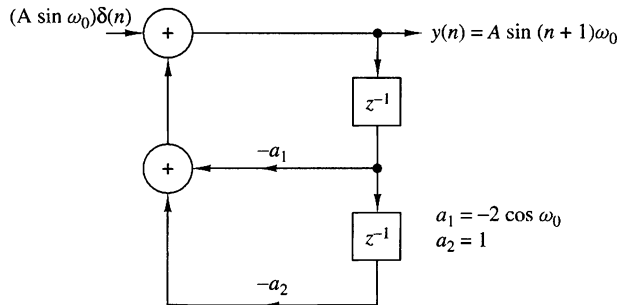 (A sin ω₀)δ(n)
+
y(n) = A sin (n + 1)ω₀
z⁻¹
+
−a₁
z⁻¹
a₁ = −2 cos ω₀
a₂ = 1
−a₂